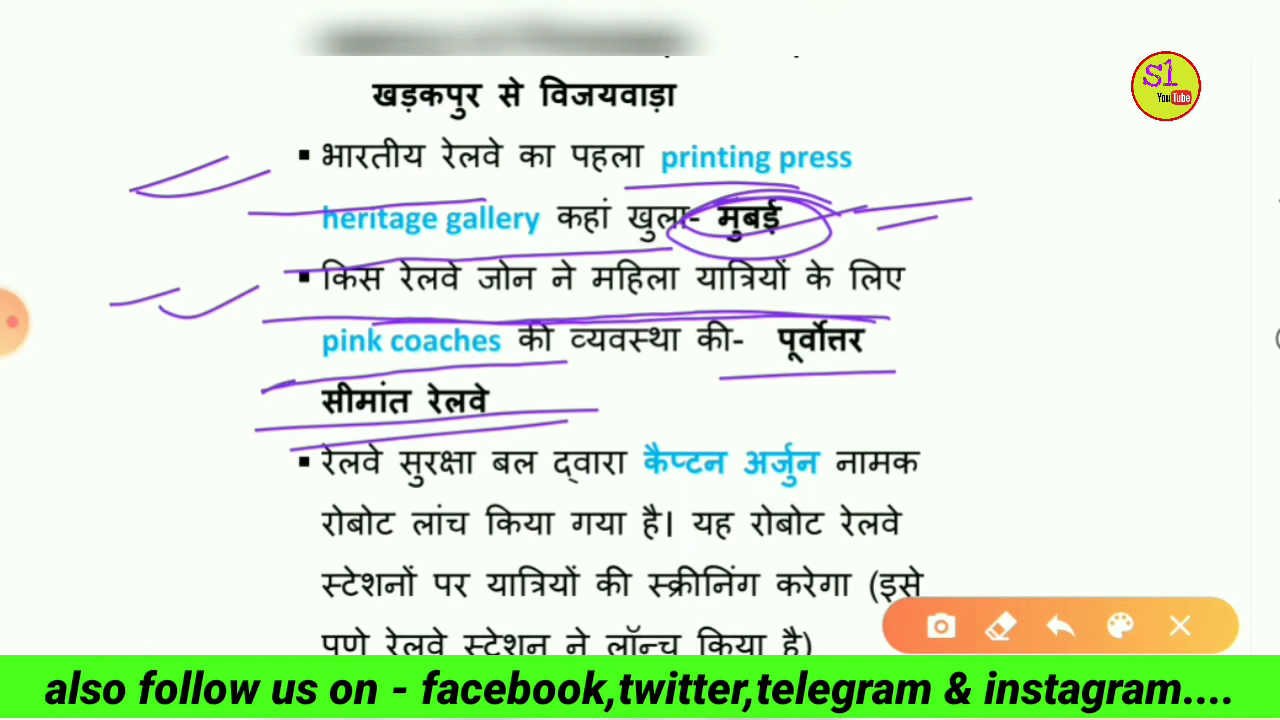 खड़कपुर से विजयवाड़ा
S1
You Tube
▪ भारतीय रेलवे का पहला printing press
heritage gallery कहां खुला- मुबई
▪ किस रेलवे जोन ने महिला यात्रियों के लिए
pink coaches की व्यवस्था की- पूर्वोत्तर
सीमांत रेलवे
▪ रेलवे सुरक्षा बल द्वारा कैप्टन अर्जुन नामक
रोबोट लांच किया गया है। यह रोबोट रेलवे
स्टेशनों पर यात्रियों की स्क्रीनिंग करेगा (इसे
पुणे रेलवे स्टेशन ने लॉन्च किया है)
also follow us on - facebook,twitter,telegram & instagram....